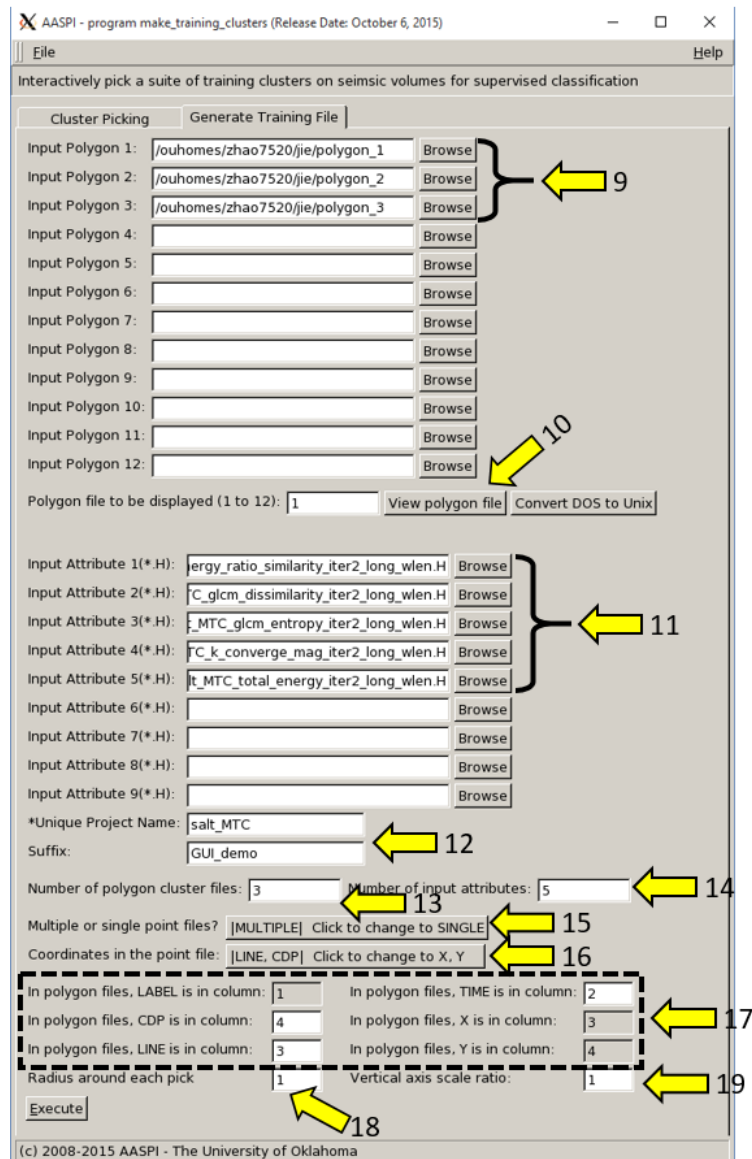 AASPI - program make_training_clusters (Release Date: October 6, 2015)
File Help
Interactively pick a suite of training clusters on seimsic volumes for supervised classification
Cluster Picking Generate Training File
Input Polygon 1: /ouhomes/zhao7520/jie/polygon_1 Browse
Input Polygon 2: /ouhomes/zhao7520/jie/polygon_2 Browse 9
Input Polygon 3: /ouhomes/zhao7520/jie/polygon_3 Browse
Input Polygon 4: Browse
Input Polygon 5: Browse
Input Polygon 6: Browse
Input Polygon 7: Browse
Input Polygon 8: Browse
Input Polygon 9: Browse
Input Polygon 10: Browse
Input Polygon 11: Browse
Input Polygon 12: Browse
10
Polygon file to be displayed (1 to 12): 1 View polygon file Convert DOS to Unix
Input Attribute 1(*.H): ergy_ratio_similarity_iter2_long_wlen.H Browse
Input Attribute 2(*.H): TC_glcm_dissimilarity_iter2_long_wlen.H Browse
Input Attribute 3(*.H): t_MTC_glcm_entropy_iter2_long_wlen.H Browse 11
Input Attribute 4(*.H): TC_k_converge_mag_iter2_long_wlen.H Browse
Input Attribute 5(*.H): lt_MTC_total_energy_iter2_long_wlen.H Browse
Input Attribute 6(*.H): Browse
Input Attribute 7(*.H): Browse
Input Attribute 8(*.H): Browse
Input Attribute 9(*.H): Browse
*Unique Project Name: salt_MTC
12
Suffix: GUI_demo
Number of polygon cluster files: 3 Number of input attributes: 5 14
13
Multiple or single point files? |MULTIPLE| Click to change to SINGLE 15
Coordinates in the point file: |LINE, CDP| Click to change to X, Y 16
In polygon files, LABEL is in column: 1 In polygon files, TIME is in column: 2
In polygon files, CDP is in column: 4 In polygon files, X is in column: 3 17
In polygon files, LINE is in column: 3 In polygon files, Y is in column: 4
Radius around each pick 1 Vertical axis scale ratio: 1 19
Execute
18
(c) 2008-2015 AASPI - The University of Oklahoma